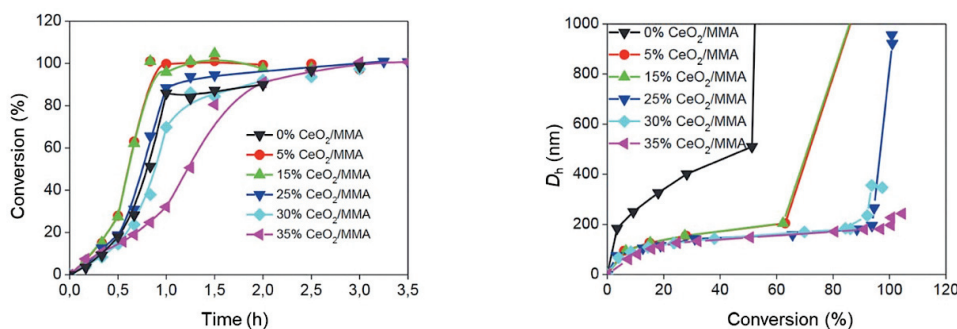 Conversion (%)
120
100
80
60
40
20
0
0,0 0,5 1,0 1,5 2,0 2,5 3,0 3,5
Time (h)
0% CeO₂/MMA
5% CeO₂/MMA
15% CeO₂/MMA
25% CeO₂/MMA
30% CeO₂/MMA
35% CeO₂/MMA
Dₕ (nm)
1000
800
600
400
200
0
0 20 40 60 80 100 120
Conversion (%)
0% CeO₂/MMA
5% CeO₂/MMA
15% CeO₂/MMA
25% CeO₂/MMA
30% CeO₂/MMA
35% CeO₂/MMA